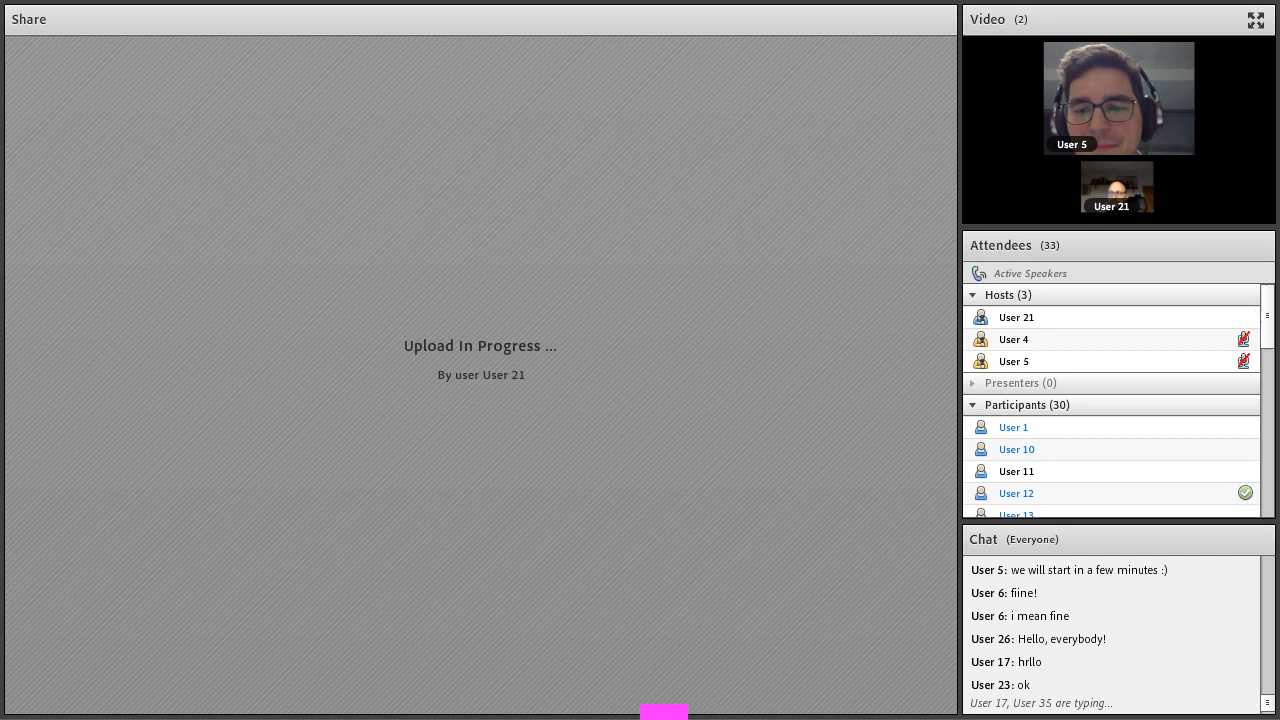 Share
Upload In Progress ...
By user User 21
Video (2)
User 5
User 21
Attendees (33)
Active Speakers
Hosts (3)
User 21
User 4
User 5
Presenters (0)
Participants (30)
User 1
User 10
User 11
User 12
User 13
Chat (Everyone)
User 5: we will start in a few minutes :)
User 6: fiine!
User 6: i mean fine
User 26: Hello, everybody!
User 17: hrllo
User 23: ok
User 17, User 35 are typing...